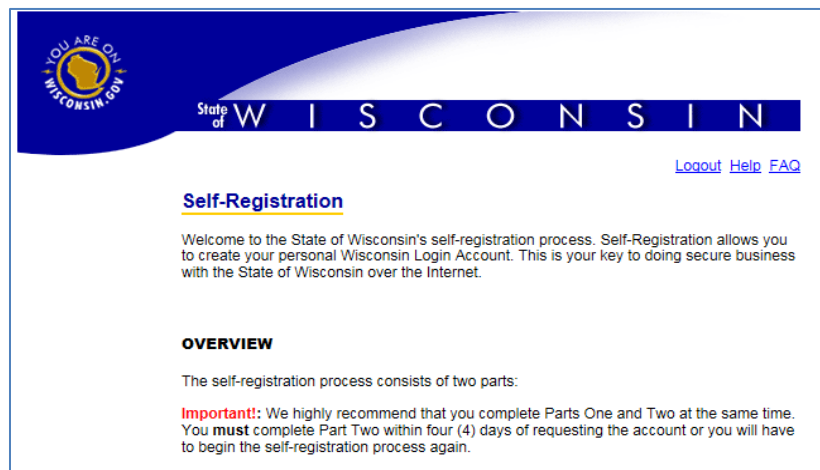 YOU ARE ON
WISCONSIN.GOV
State of WISCONSIN
Logout Help FAQ
Self-Registration
Welcome to the State of Wisconsin's self-registration process. Self-Registration allows you
to create your personal Wisconsin Login Account. This is your key to doing secure business
with the State of Wisconsin over the Internet.
OVERVIEW
The self-registration process consists of two parts:
Important!: We highly recommend that you complete Parts One and Two at the same time.
You must complete Part Two within four (4) days of requesting the account or you will have
to begin the self-registration process again.